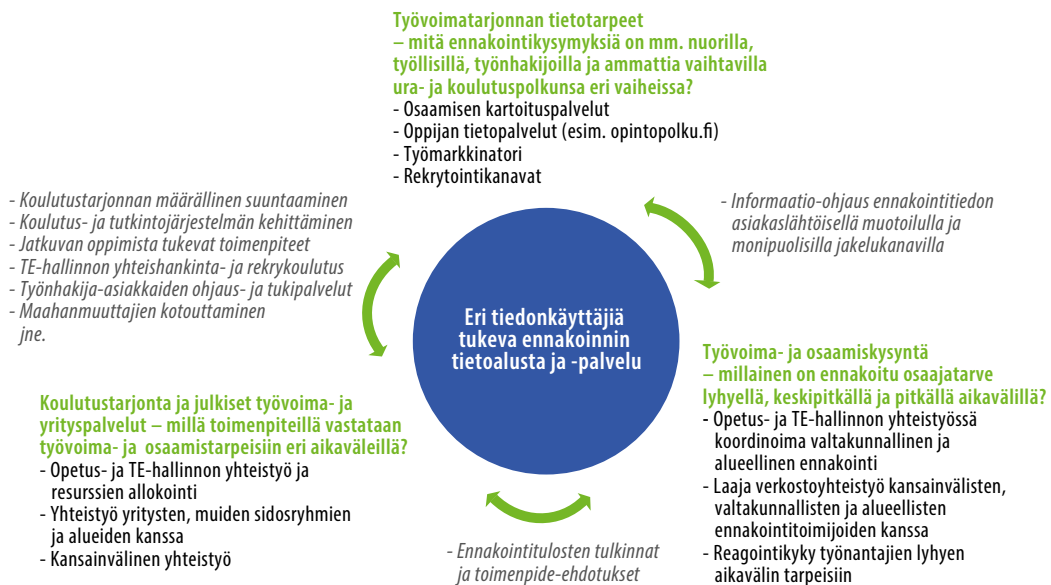 Työvoimatarjonnan tietotarpeet
– mitä ennakointikysymyksiä on mm. nuorilla,
työllisillä, työnhakijoilla ja ammattia vaihtavilla
ura- ja koulutuspolkunsa eri vaiheissa?
- Osaamisen kartoituspalvelut
- Oppijan tietopalvelut (esim. opintopolku.fi)
- Työmarkkinatori
- Rekrytointikanavat
- Koulutustarjonnan määrällinen suuntaaminen
- Koulutus- ja tutkintojärjestelmän kehittäminen
- Jatkuvan oppimista tukevat toimenpiteet
- TE-hallinnon yhteishankinta- ja rekrykoulutus
- Työnhakija-asiakkaiden ohjaus- ja tukipalvelut
- Maahanmuuttajien kotouttaminen
jne.
- Informaatio-ohjaus ennakointitiedon
asiakaslähtöisellä muotoilulla ja
monipuolisilla jakelukanavilla
Eri tiedonkäyttäjiä
tukeva ennakoinnin
tietoalusta ja -palvelu
Työvoima- ja osaamiskysyntä
– millainen on ennakoitu osaajatarve
lyhyellä, keskipitkällä ja pitkällä aikavälillä?
- Opetus- ja TE-hallinnon yhteistyössä
koordinoima valtakunnallinen ja
alueellinen ennakointi
- Laaja verkostoyhteistyö kansainvälisten,
valtakunnallisten ja alueellisten
ennakointitoimijoiden kanssa
- Reagointikyky työnantajien lyhyen
aikavälin tarpeisiin
Koulutustarjonta ja julkiset työvoima- ja
yrityspalvelut – millä toimenpiteillä vastataan
työvoima- ja osaamistarpeisiin eri aikaväleillä?
- Opetus- ja TE-hallinnon yhteistyö ja
resurssien allokointi
- Yhteistyö yritysten, muiden sidosryhmien
ja alueiden kanssa
- Kansainvälinen yhteistyö
- Ennakointitulosten tulkinnat
ja toimenpide-ehdotukset